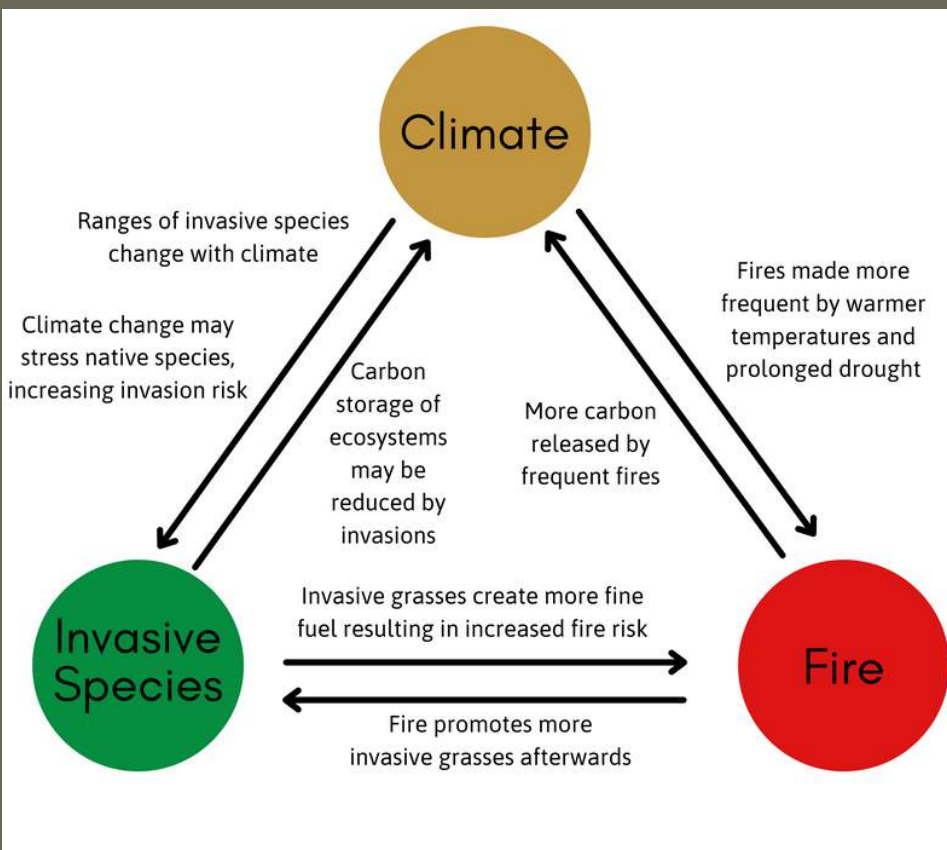 Climate
Ranges of invasive species
change with climate
Climate change may
stress native species,
increasing invasion risk
Carbon
storage of
ecosystems
may be
reduced by
invasions
More carbon
released by
frequent fires
Fires made more
frequent by warmer
temperatures and
prolonged drought
Invasive
Species
Invasive grasses create more fine
fuel resulting in increased fire risk
Fire promotes more
invasive grasses afterwards
Fire